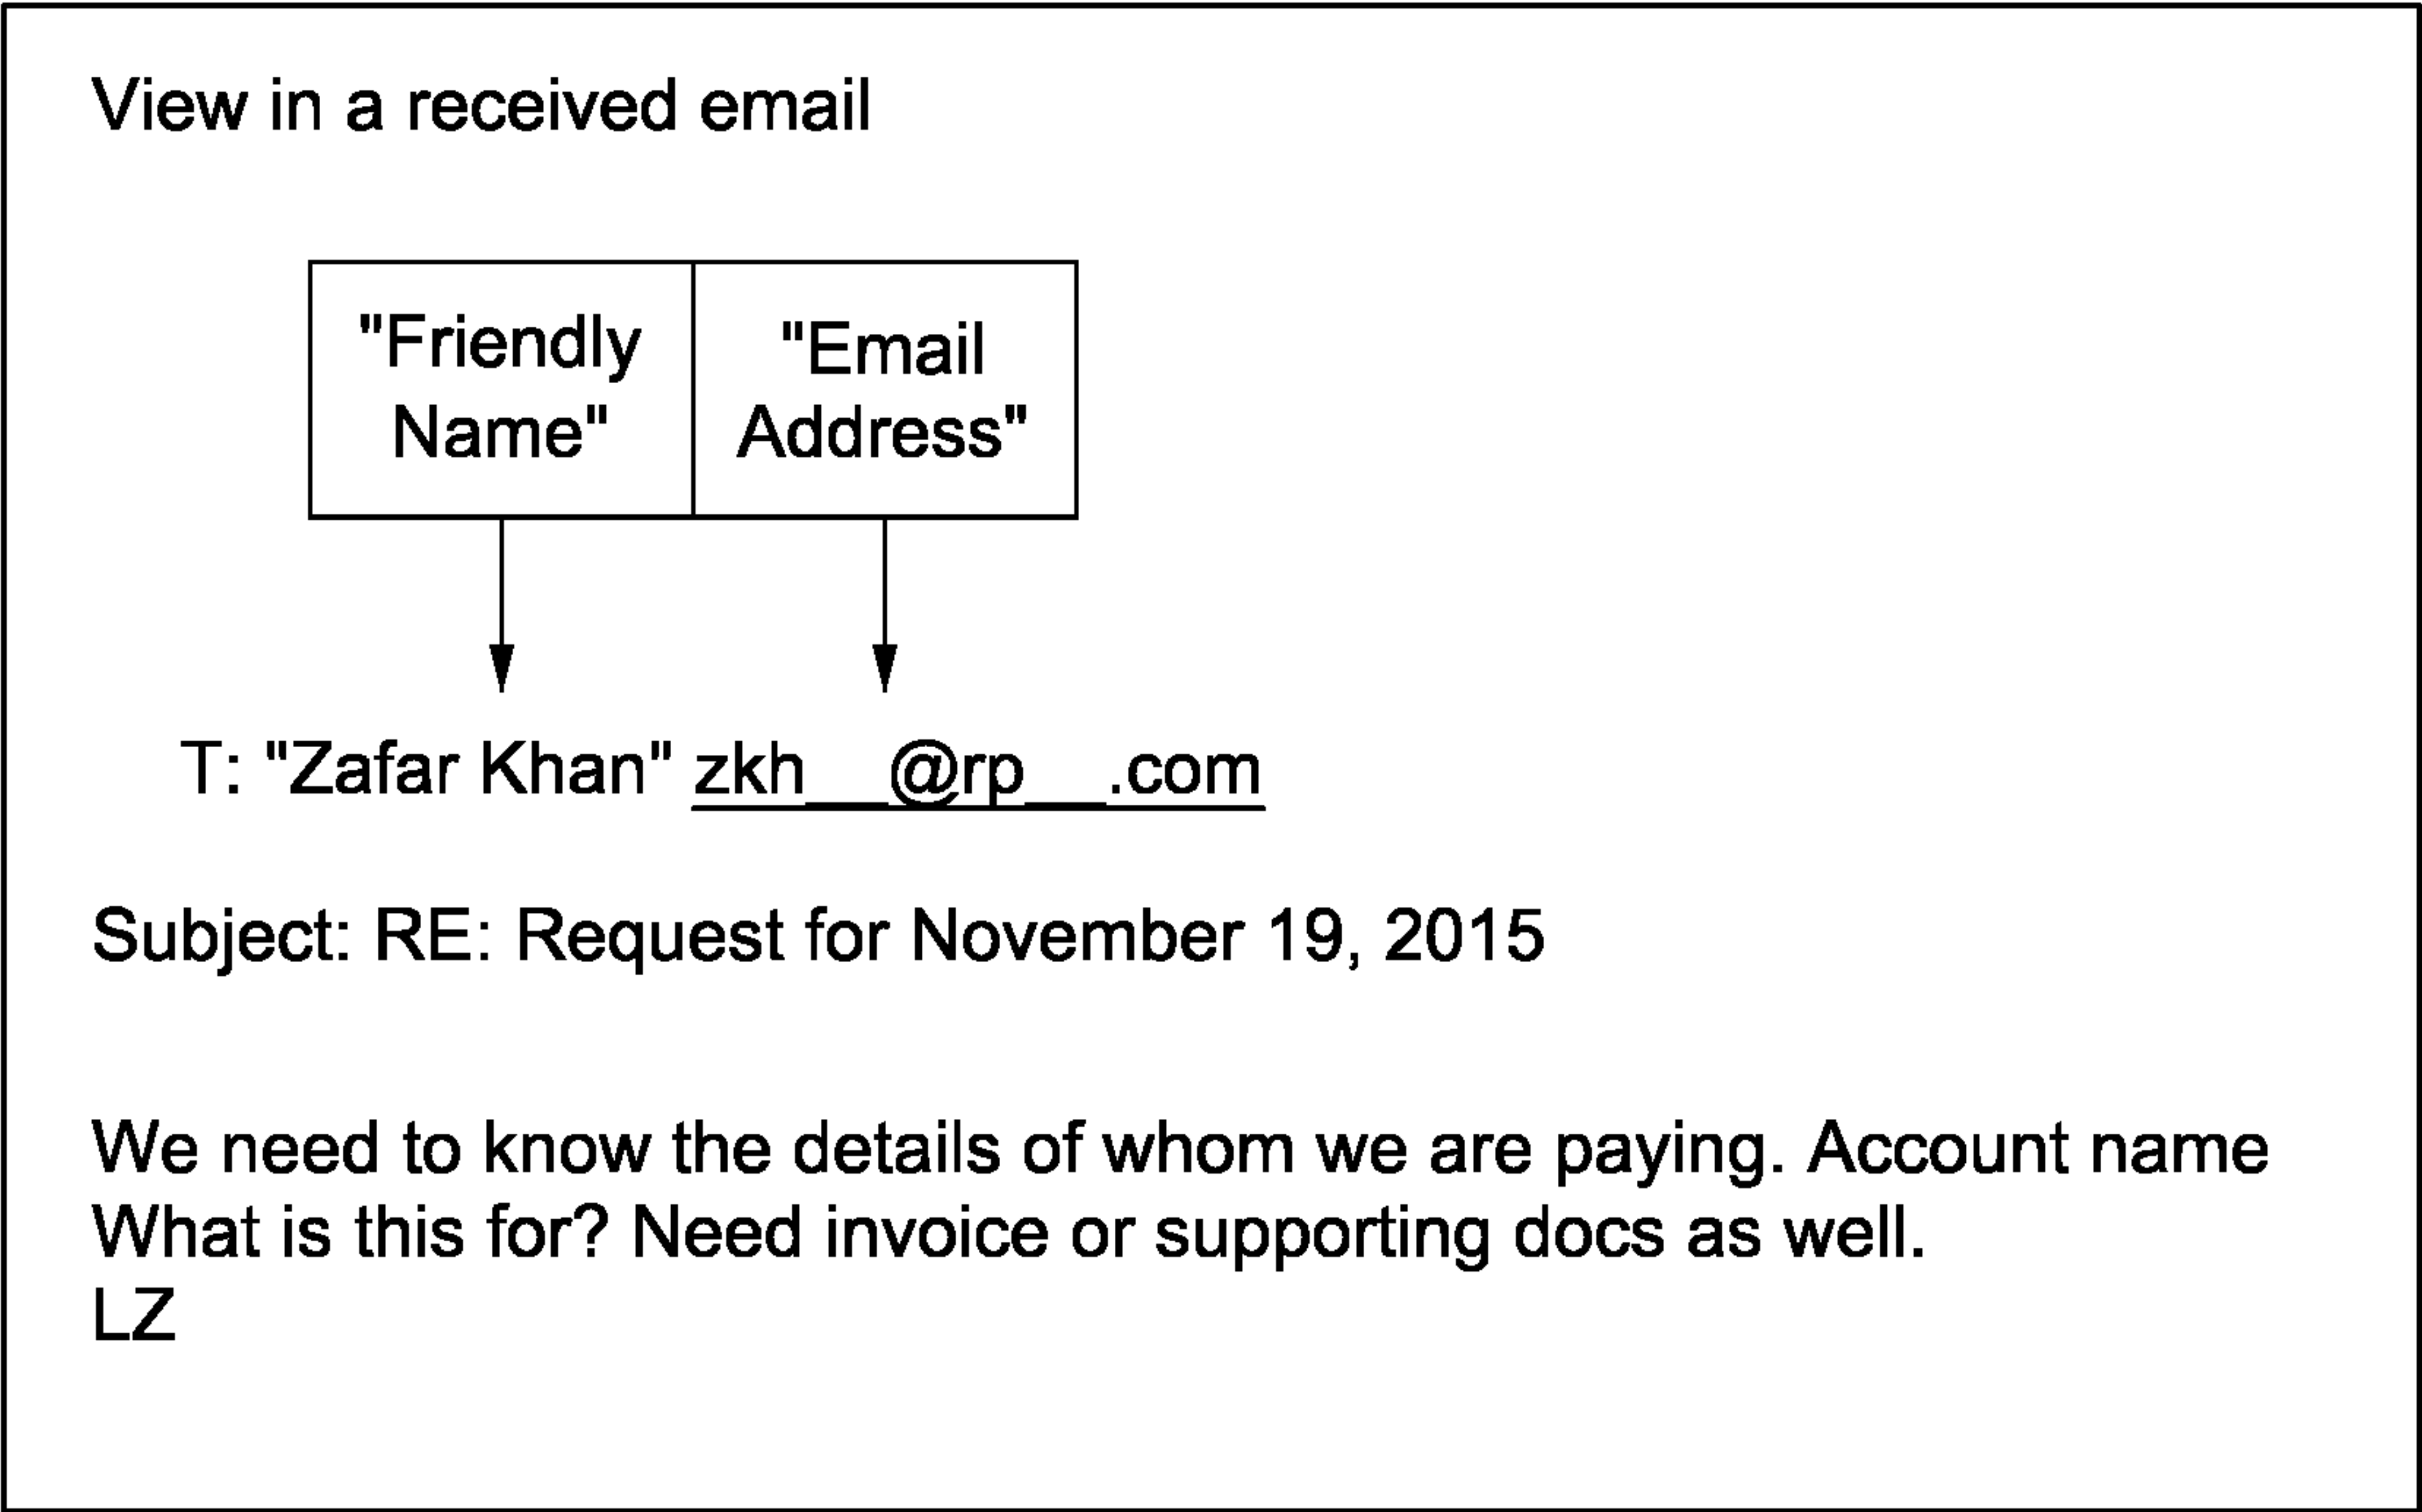 View in a received email
"Friendly Name"
"Email Address"
T: "Zafar Khan" zkh___@rp___.com
Subject: RE: Request for November 19, 2015
We need to know the details of whom we are paying. Account name
What is this for? Need invoice or supporting docs as well.
LZ